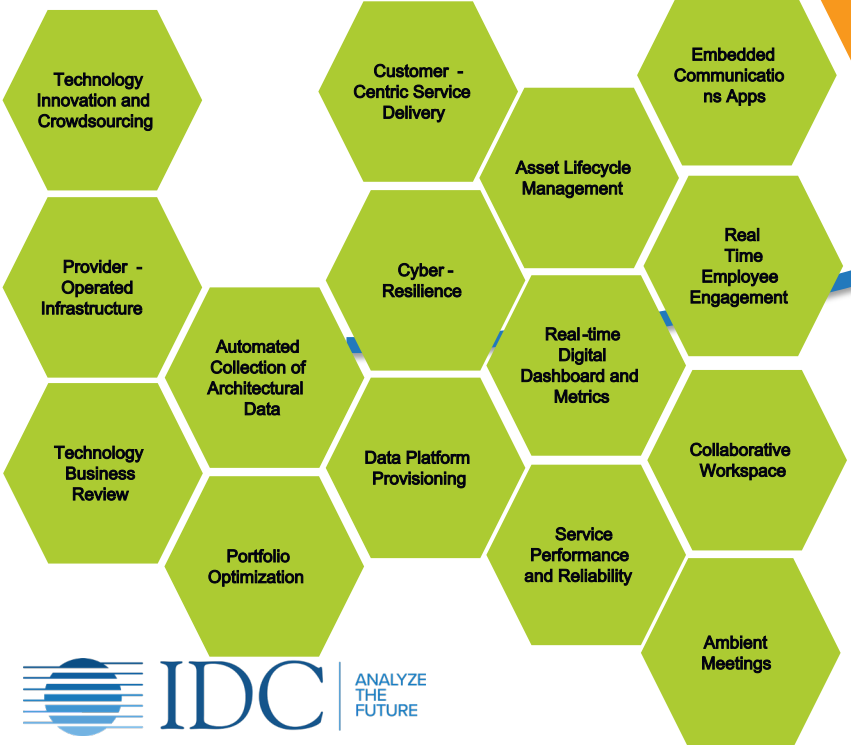 Technology
Innovation and
Crowdsourcing
Customer -
Centric Service
Delivery
Embedded
Communicatio
ns Apps
Asset Lifecycle
Management
Provider -
Operated
Infrastructure
Cyber -
Resilience
Real
Time
Employee
Engagement
Automated
Collection of
Architectural
Data
Real-time
Digital
Dashboard and
Metrics
Technology
Business
Review
Data Platform
Provisioning
Collaborative
Workspace
Portfolio
Optimization
Service
Performance
and Reliability
Ambient
Meetings
IDC
ANALYZE
THE
FUTURE